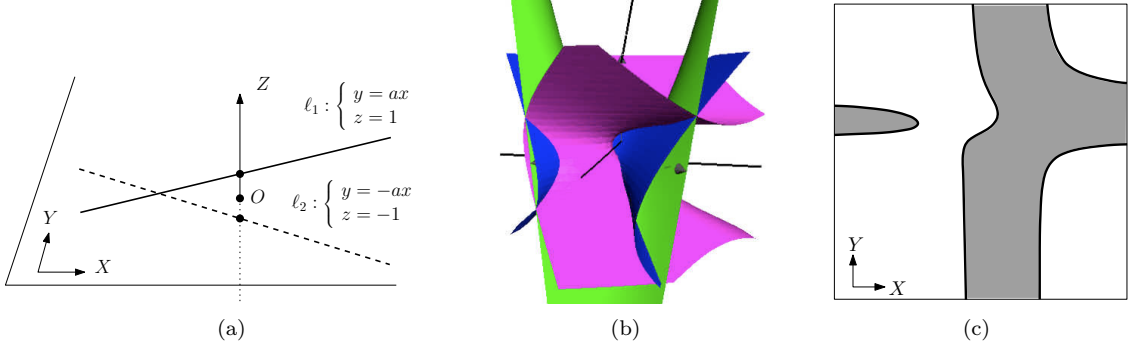 Z
ℓ₁ : { y = ax
z = 1
O
ℓ₂ : { y = −ax
z = −1
Y
X
Y
X
(a)
(b)
(c)